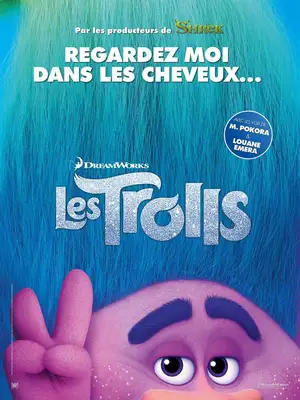 Par les producteurs de SHREK
REGARDEZ MOI
DANS LES CHEVEUX...
AVEC LES VOIX DE
M. POKORA
&
LOUANE
EMERA
DREAMWORKS
LES TROLLS